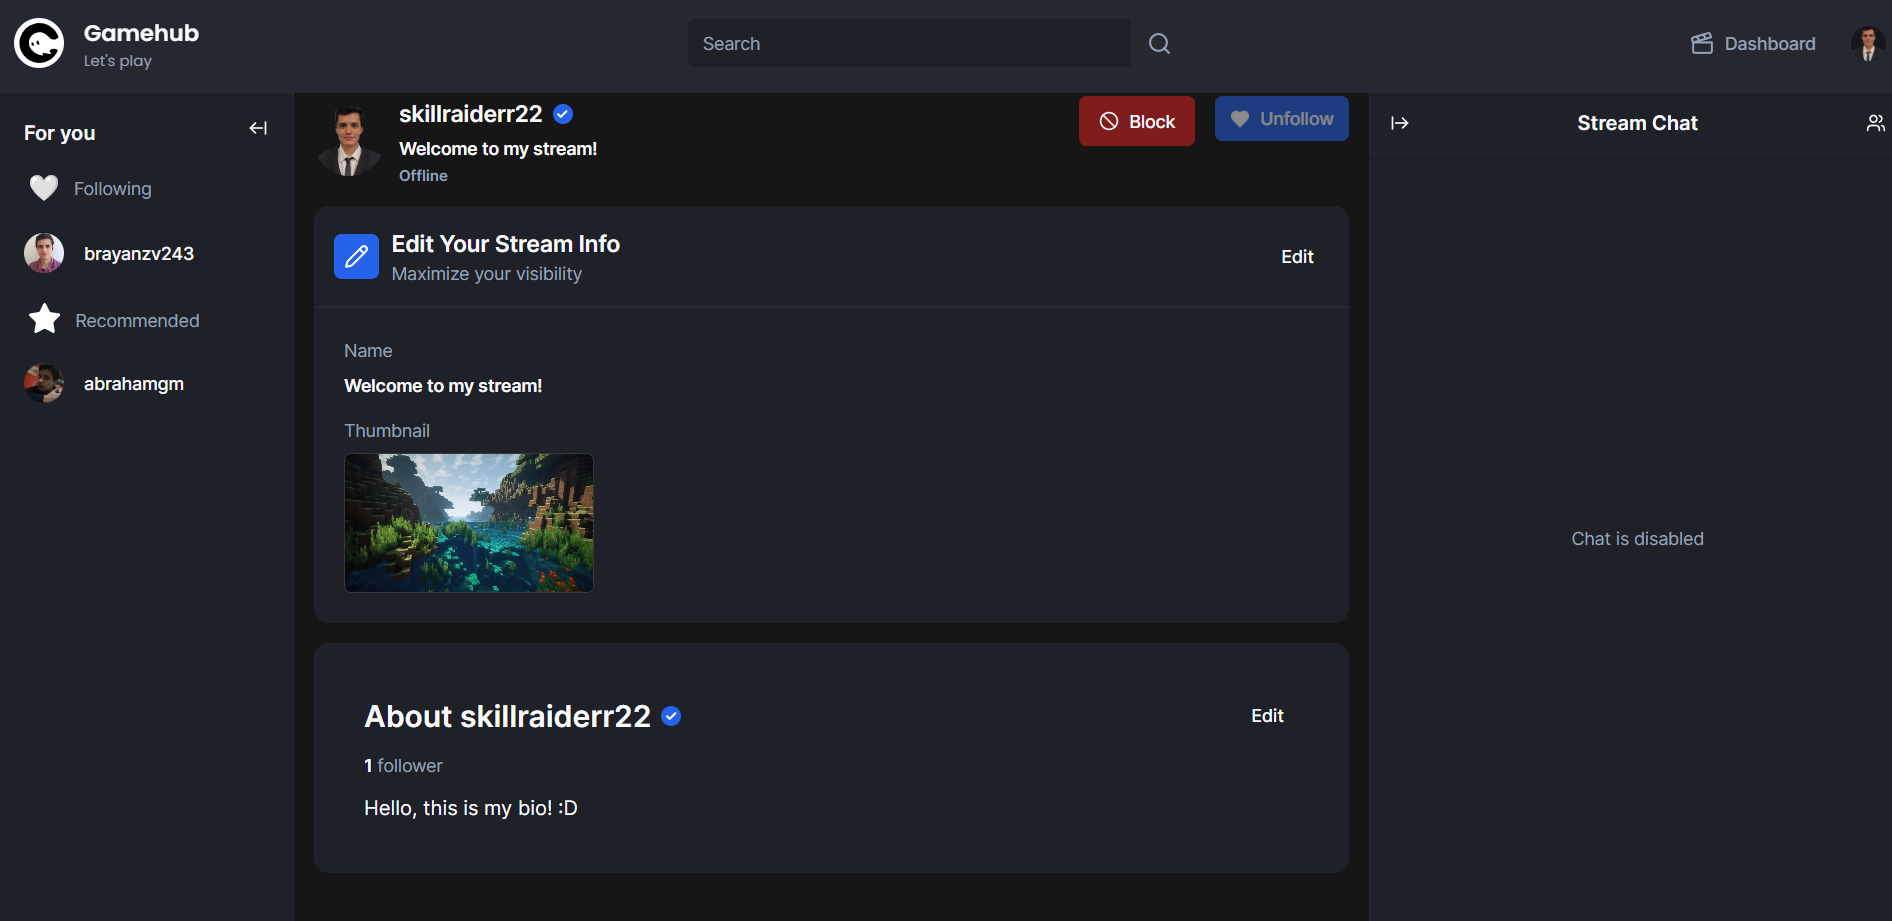 Gamehub
Let's play
Search
Dashboard
For you
Following
brayanzv243
Recommended
abrahamgm
skillraiderr22
Welcome to my stream!
Offline
Block
Unfollow
Edit Your Stream Info
Maximize your visibility
Edit
Name
Welcome to my stream!
Thumbnail
About skillraiderr22
Edit
1 follower
Hello, this is my bio! :D
Stream Chat
Chat is disabled